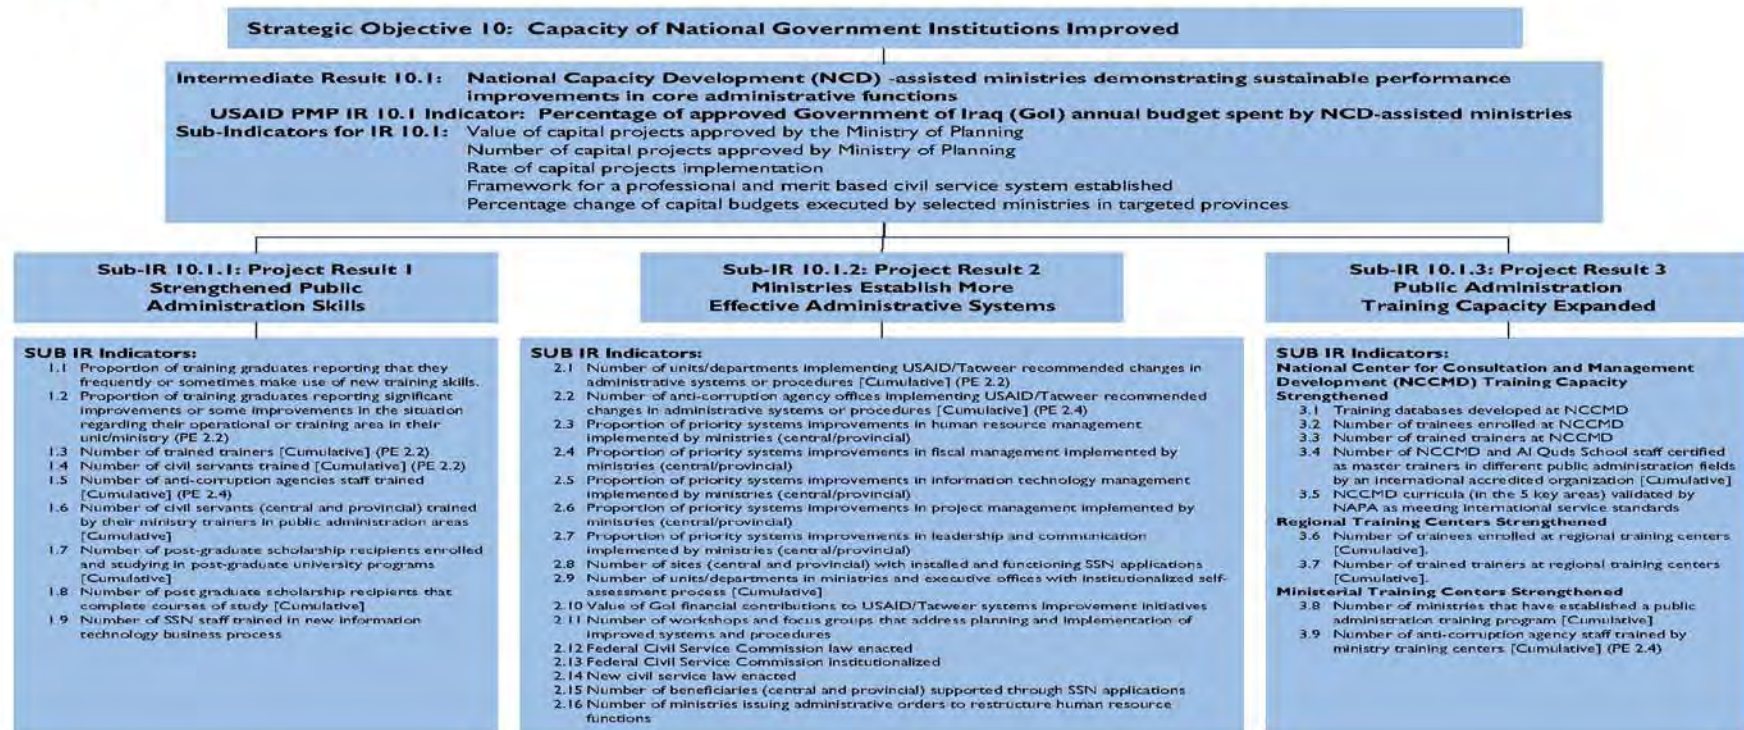 Strategic Objective 10: Capacity of National Government Institutions Improved
Intermediate Result 10.1: National Capacity Development (NCD) -assisted ministries demonstrating sustainable performance
improvements in core administrative functions
USAID PMP IR 10.1 Indicator: Percentage of approved Government of Iraq (GoI) annual budget spent by NCD-assisted ministries
Sub-Indicators for IR 10.1: Value of capital projects approved by the Ministry of Planning
Number of capital projects approved by Ministry of Planning
Rate of capital projects implementation
Framework for a professional and merit based civil service system established
Percentage change of capital budgets executed by selected ministries in targeted provinces
Sub-IR 10.1.1: Project Result 1
Strengthened Public
Administration Skills
SUB IR Indicators:
1.1 Proportion of training graduates reporting that they
frequently or sometimes make use of new training skills.
1.2 Proportion of training graduates reporting significant
improvements or some improvements in the situation
regarding their operational or training area in their
unit/ministry (PE 2.2)
1.3 Number of trained trainers [Cumulative] (PE 2.2)
1.4 Number of civil servants trained [Cumulative] (PE 2.2)
1.5 Number of anti-corruption agencies staff trained
[Cumulative] (PE 2.4)
1.6 Number of civil servants (central and provincial) trained
by their ministry trainers in public administration areas
[Cumulative]
1.7 Number of post-graduate scholarship recipients enrolled
and studying in post-graduate university programs
[Cumulative]
1.8 Number of post graduate scholarship recipients that
complete courses of study [Cumulative]
1.9 Number of SSN staff trained in new information
technology business process
Sub-IR 10.1.2: Project Result 2
Ministries Establish More
Effective Administrative Systems
SUB IR Indicators:
2.1 Number of units/departments implementing USAID/Tatweer recommended changes in
administrative systems or procedures [Cumulative] (PE 2.2)
2.2 Number of anti-corruption agency offices implementing USAID/Tatweer recommended
changes in administrative systems or procedures [Cumulative] (PE 2.4)
2.3 Proportion of priority systems improvements in human resource management
implemented by ministries (central/provincial)
2.4 Proportion of priority systems improvements in fiscal management implemented by
ministries (central/provincial)
2.5 Proportion of priority systems improvements in information technology management
implemented by ministries (central/provincial)
2.6 Proportion of priority systems improvements in project management implemented by
ministries (central/provincial)
2.7 Proportion of priority systems improvements in leadership and communication
implemented by ministries (central/provincial)
2.8 Number of sites (central and provincial) with installed and functioning SSN applications
2.9 Number of units/departments in ministries and executive offices with institutionalized self-
assessment process [Cumulative]
2.10 Value of GoI financial contributions to USAID/Tatweer systems improvement initiatives
2.11 Number of workshops and focus groups that address planning and implementation of
improved systems and procedures
2.12 Federal Civil Service Commission law enacted
2.13 Federal Civil Service Commission institutionalized
2.14 New civil service law enacted
2.15 Number of beneficiaries (central and provincial) supported through SSN applications
2.16 Number of ministries issuing administrative orders to restructure human resource
functions
Sub-IR 10.1.3: Project Result 3
Public Administration
Training Capacity Expanded
SUB IR Indicators:
National Center for Consultation and Management
Development (NCCMD) Training Capacity
Strengthened
3.1 Training databases developed at NCCMD
3.2 Number of trainees enrolled at NCCMD
3.3 Number of trained trainers at NCCMD
3.4 Number of NCCMD and Al Quds School staff certified
as master trainers in different public administration fields
by an international accredited organization [Cumulative]
3.5 NCCMD curricula (in the 5 key areas) validated by
NAPA as meeting international service standards
Regional Training Centers Strengthened
3.6 Number of trainees enrolled at regional training centers
[Cumulative].
3.7 Number of trained trainers at regional training centers
[Cumulative].
Ministerial Training Centers Strengthened
3.8 Number of ministries that have established a public
administration training program [Cumulative]
3.9 Number of anti-corruption agency staff trained by
ministry training centers [Cumulative] (PE 2.4)